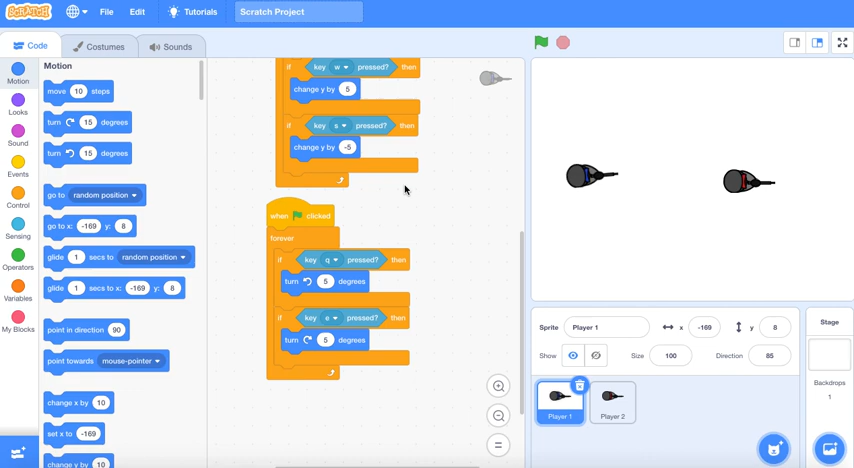 SCRATCH
File
Edit
Tutorials
Scratch Project
Code
Costumes
Sounds
Motion
Looks
Sound
Events
Control
Sensing
Operators
Variables
My Blocks
Motion
move 10 steps
turn 15 degrees
turn 15 degrees
go to random position
go to x: -169 y: 8
glide 1 secs to random position
glide 1 secs to x: -169 y: 8
point in direction 90
point towards mouse-pointer
change x by 10
set x to -169
change y by 10
if key w pressed? then
change y by 5
if key s pressed? then
change y by -5
when clicked
forever
if key q pressed? then
turn 5 degrees
if key e pressed? then
turn 5 degrees
Sprite Player 1 x -169 y 8
Show Size 100 Direction 85
Player 1
Player 2
Stage
Backdrops
1